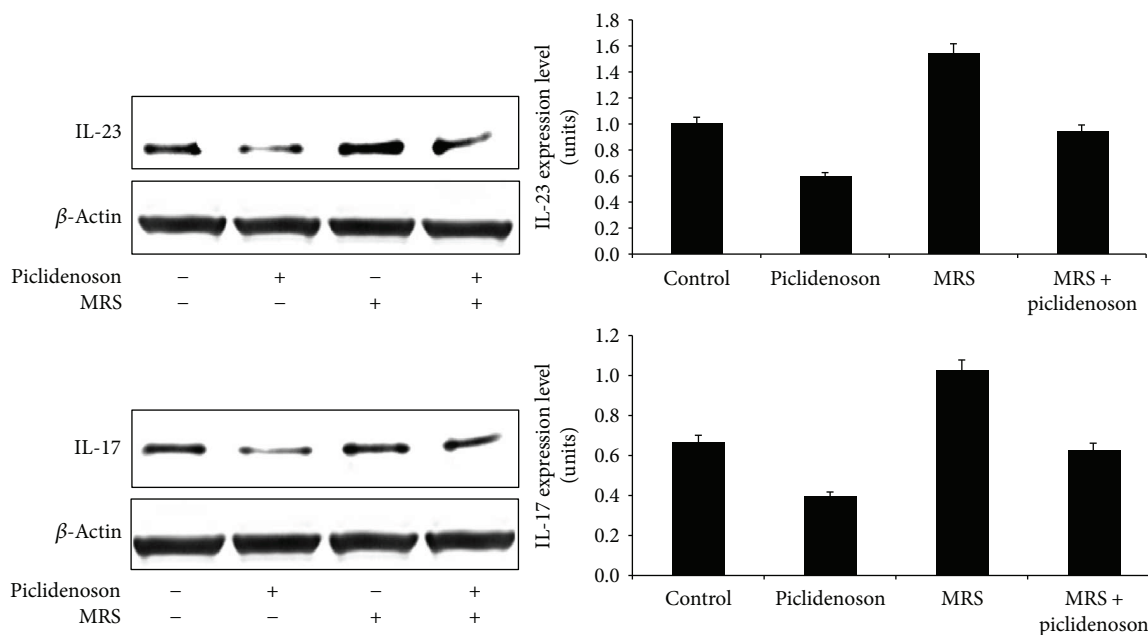 IL-23
β-Actin
Piclidenoson – + – +
MRS – – + +
IL-23 expression level
(units)
1.8
1.6
1.4
1.2
1.0
0.8
0.6
0.4
0.2
0.0
Control Piclidenoson MRS MRS +
piclidenoson
IL-17
β-Actin
Piclidenoson – + – +
MRS – – + +
IL-17 expression level
(units)
1.2
1.0
0.8
0.6
0.4
0.2
0.0
Control Piclidenoson MRS MRS +
piclidenoson